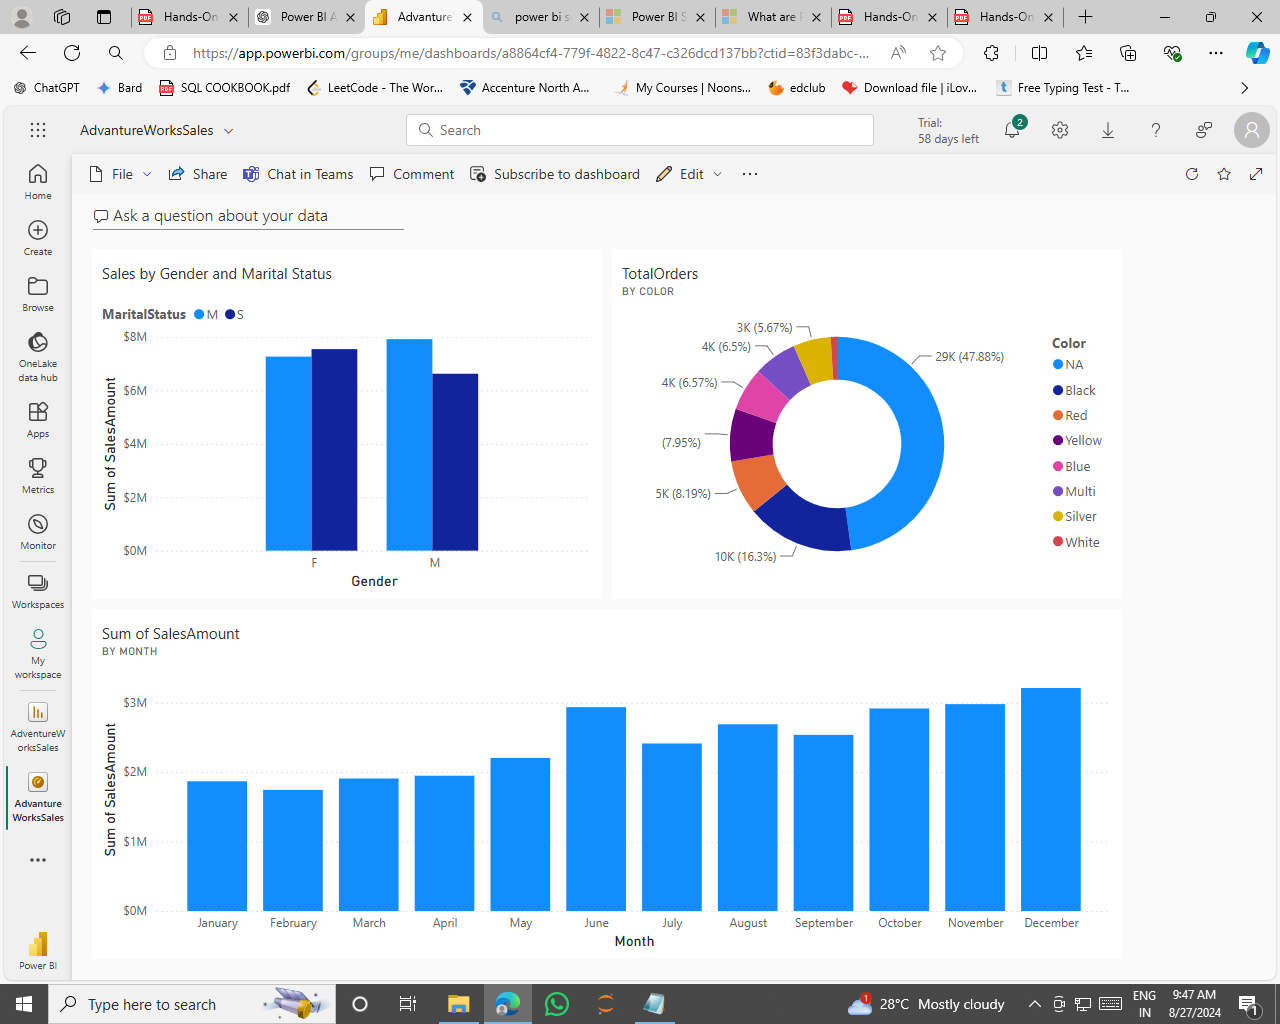 Hands-On
Power BI A
Advanture
power bi s
Power BI S
What are P
Hands-On
Hands-On
https://app.powerbi.com/groups/me/dashboards/a8864cf4-779f-4822-8c47-c326dcd137bb?ctid=83f3dabc-...
ChatGPT
Bard
SQL COOKBOOK.pdf
LeetCode - The Wor...
Accenture North A...
My Courses | Noons...
edclub
Download file | iLov...
Free Typing Test - T...
AdvantureWorksSales
Search
Trial:
58 days left
2
File
Share
Chat in Teams
Comment
Subscribe to dashboard
Edit
Home
Create
Browse
OneLake
data hub
Apps
Metrics
Monitor
Workspaces
My
workspace
AdventureW
orksSales
Advanture
WorksSales
Power BI
Ask a question about your data
Sales by Gender and Marital Status
MaritalStatus M S
Sum of SalesAmount
$8M
$6M
$4M
$2M
$0M
F
M
Gender
TotalOrders
BY COLOR
3K (5.67%)
4K (6.5%)
4K (6.57%)
(7.95%)
5K (8.19%)
10K (16.3%)
29K (47.88%)
Color
NA
Black
Red
Yellow
Blue
Multi
Silver
White
Sum of SalesAmount
BY MONTH
Sum of SalesAmount
$3M
$2M
$1M
$0M
January
February
March
April
May
June
July
August
September
October
November
December
Month
Type here to search
1
28°C Mostly cloudy
ENG
IN
9:47 AM
8/27/2024
1